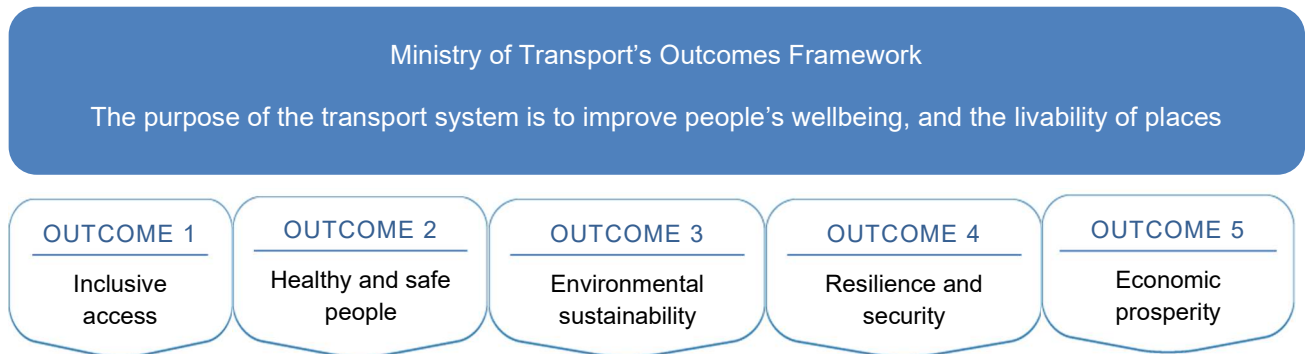 Ministry of Transport’s Outcomes Framework
The purpose of the transport system is to improve people’s wellbeing, and the livability of places
OUTCOME 1
Inclusive
access
OUTCOME 2
Healthy and safe
people
OUTCOME 3
Environmental
sustainability
OUTCOME 4
Resilience and
security
OUTCOME 5
Economic
prosperity